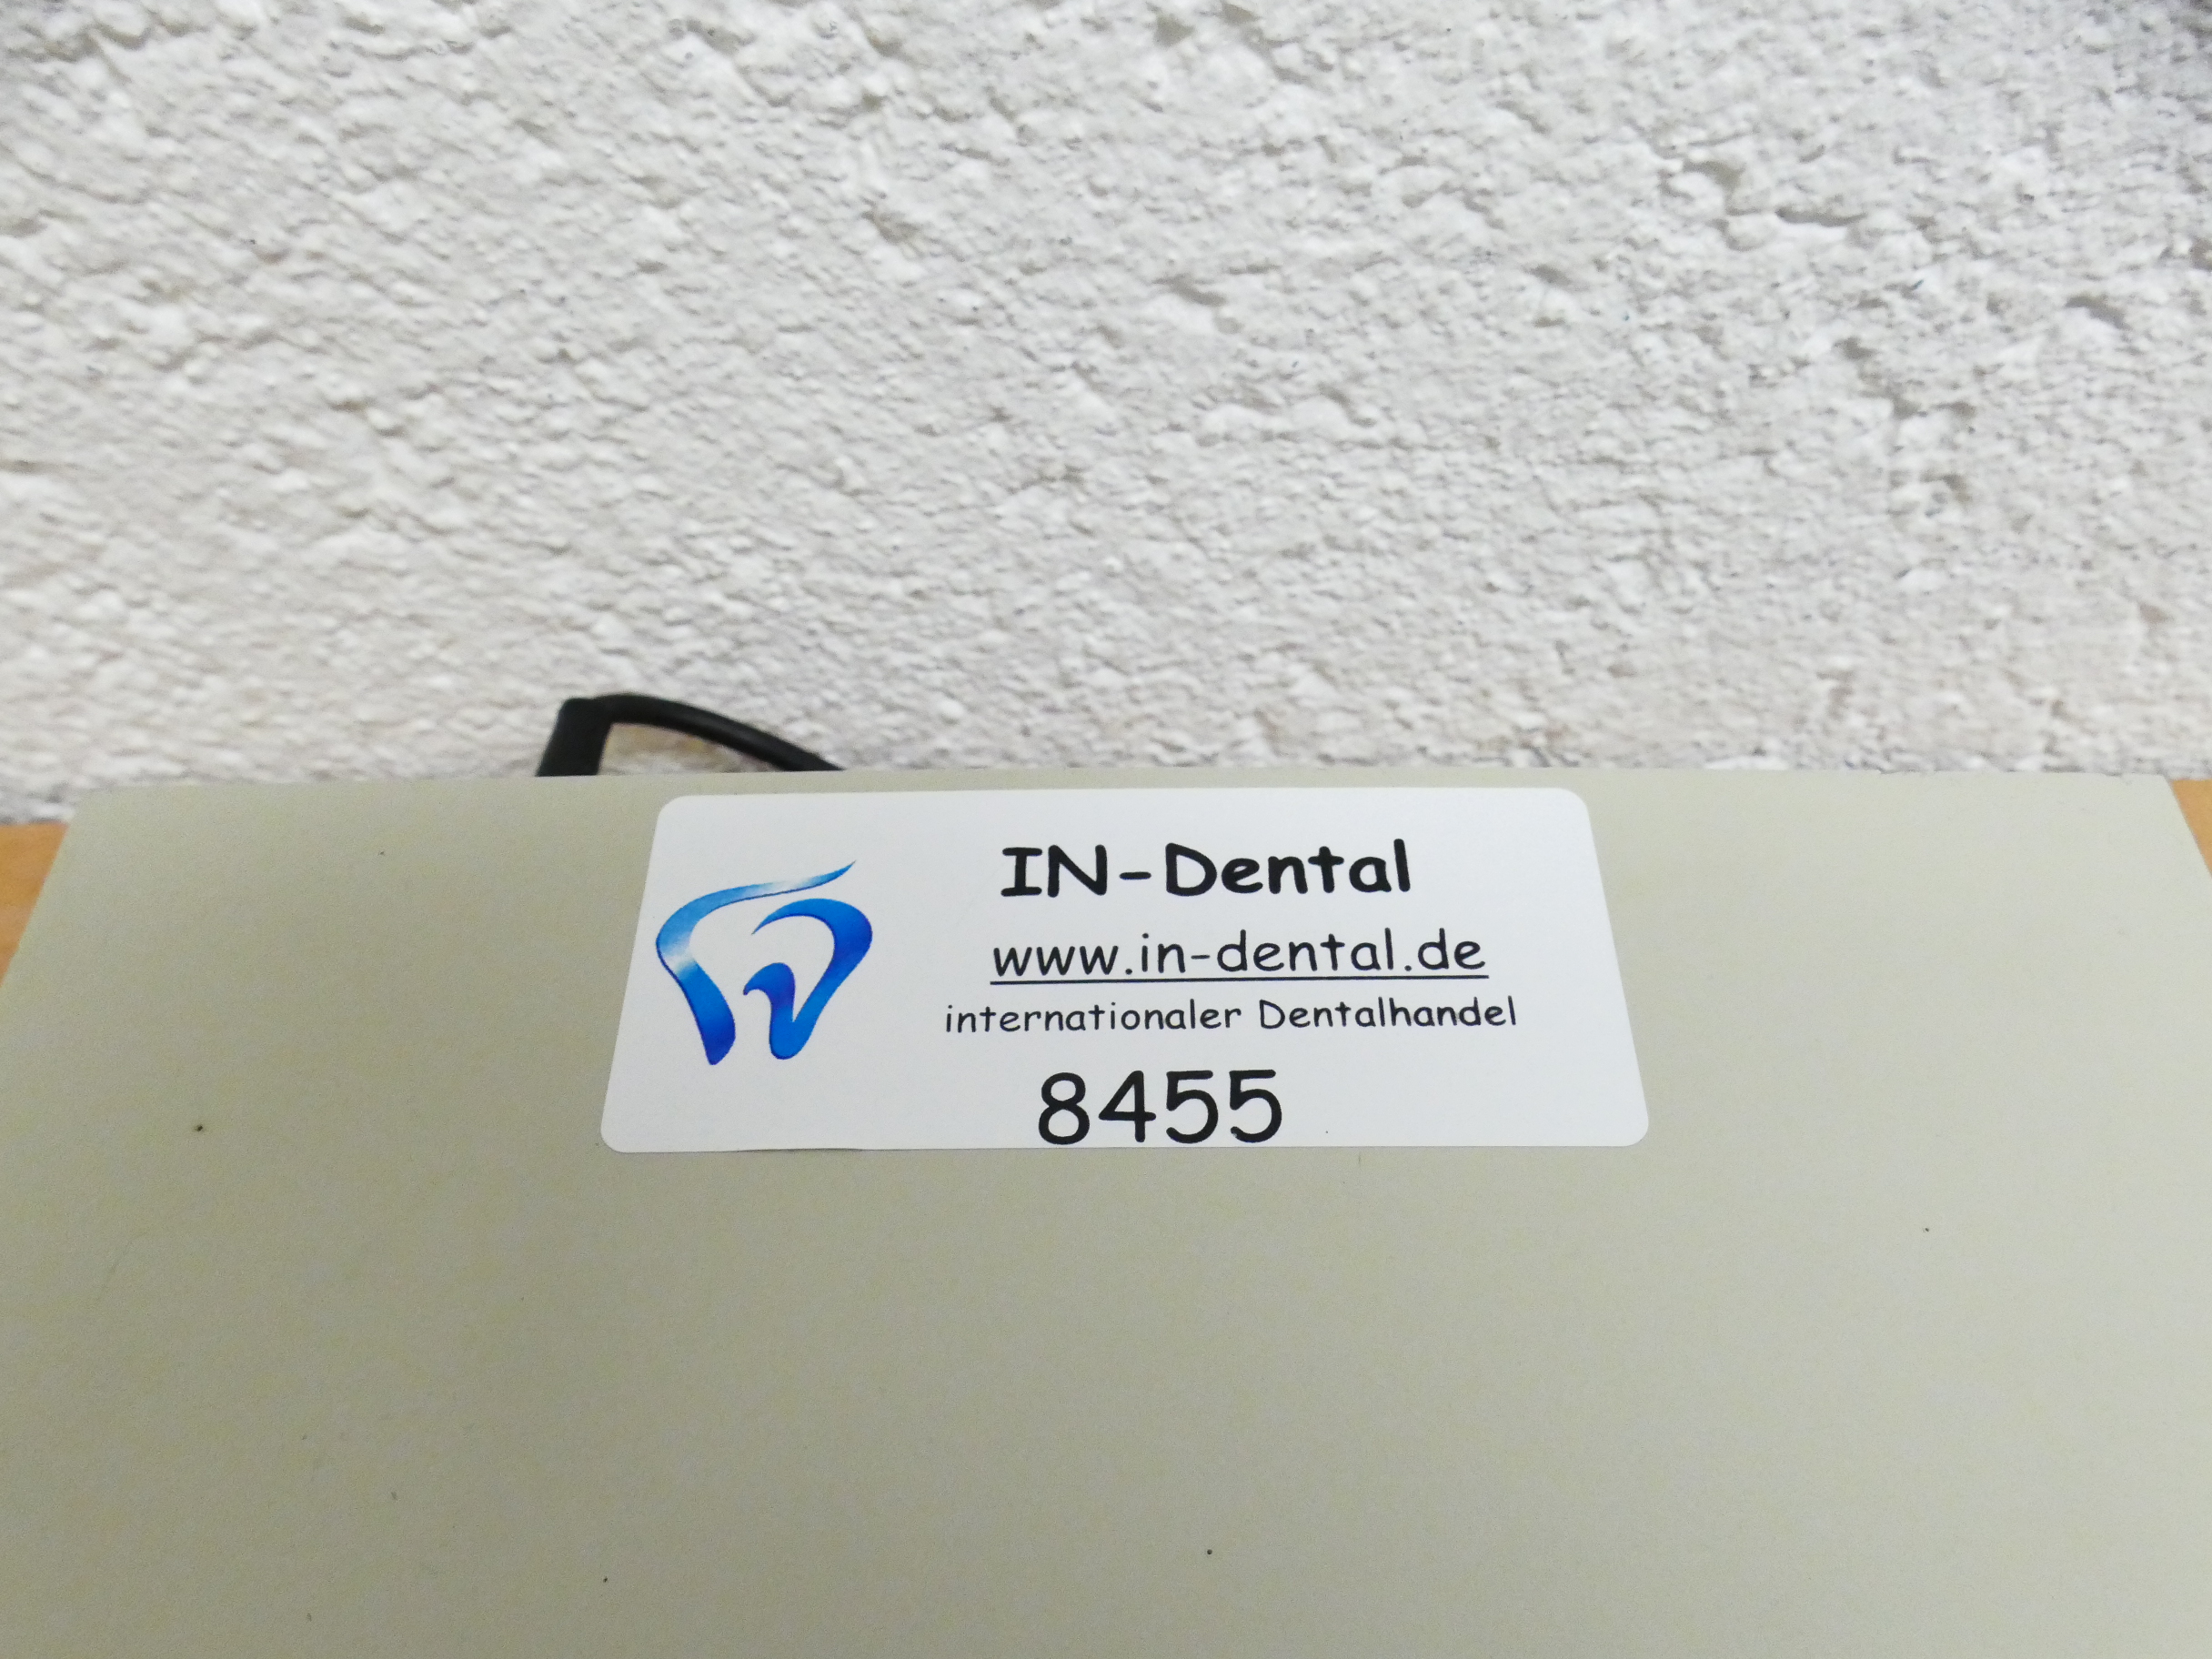 IN-Dental
www.in-dental.de
internationaler Dentalhandel
8455